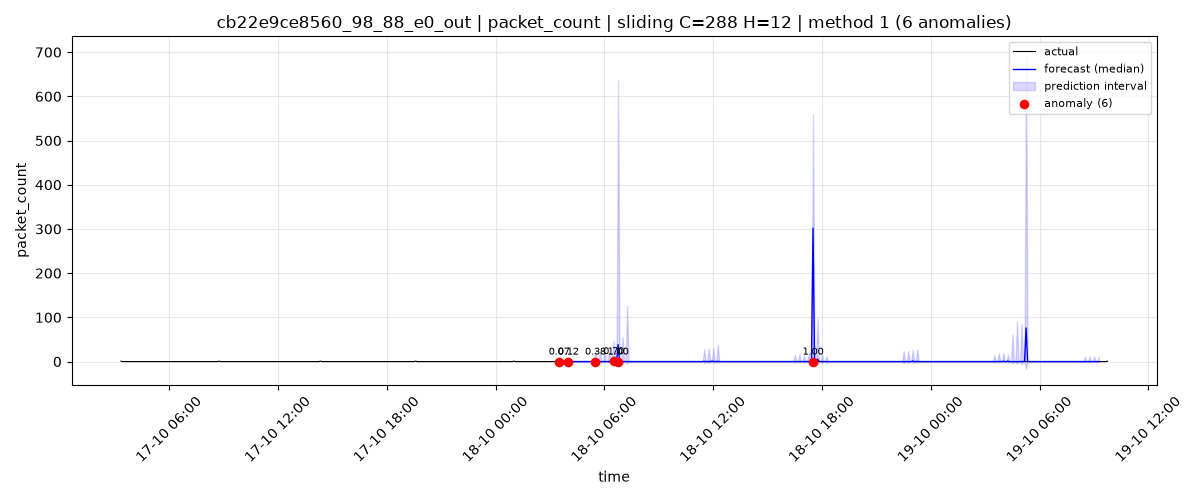 cb22e9ce8560_98_88_e0_out | packet_count | sliding C=288 H=12 | method 1 (6 anomalies)
actual
forecast (median)
prediction interval
anomaly (6)
packet_count
700
600
500
400
300
200
100
0
1.00
17-10 06:00
17-10 12:00
17-10 18:00
18-10 00:00
18-10 06:00
18-10 12:00
18-10 18:00
19-10 00:00
19-10 06:00
19-10 12:00
time